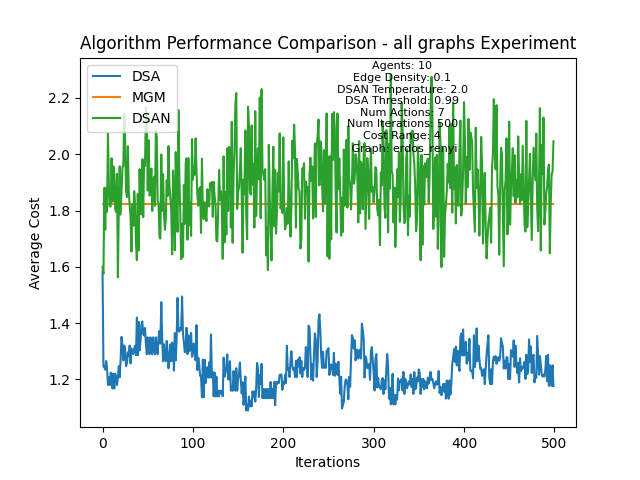 Algorithm Performance Comparison - all graphs Experiment
DSA
MGM
DSAN
Agents: 10
Edge Density: 0.1
DSAN Temperature: 2.0
DSA Threshold: 0.99
Num Actions: 7
Num Iterations: 500
Cost Range: 4
Graph: erdos_renyi
Average Cost
2.2
2.0
1.8
1.6
1.4
1.2
0
100
200
300
400
500
Iterations